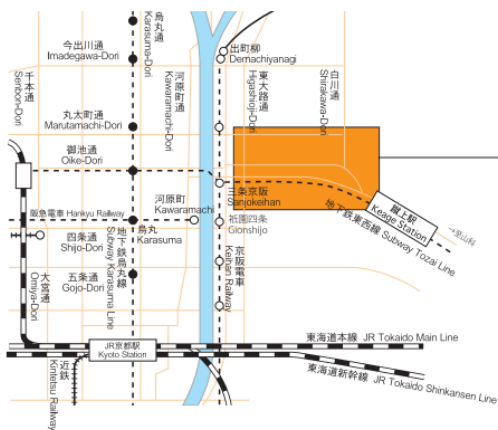 烏丸通
Karasuma-Dori
今出川通
Imadegawa-Dori
千本通
Senbon-Dori
河原町通
Kawaramachi-Dori
出町柳
Demachiyanagi
東大路通
Higashioji-Dori
白川通
Shirakawa-Dori
丸太町通
Marutamachi-Dori
御池通
Oike-Dori
三条京阪
Sanjokeihan
河原町
Kawaramachi
阪急電車 Hankyu Railway
烏丸
Karasuma
祇園四条
Gionshijo
蹴上駅
Keage Station
→至山科
地下鉄東西線 Subway Tozai Line
四条通
Shijo-Dori
地下鉄烏丸線
Subway Karasuma Line
京阪電車
Keihan Railway
大宮通
Omiya-Dori
五条通
Gojo-Dori
JR京都駅
Kyoto Station
東海道本線 JR Tokaido Main Line
東海道新幹線 JR Tokaido Shinkansen Line
近鉄
Kintetsu Railway